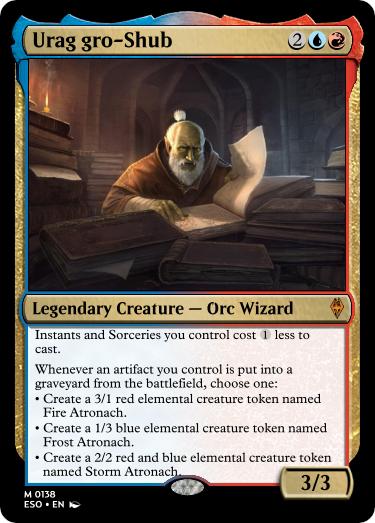 Urag gro-Shub 2
Legendary Creature — Orc Wizard
Instants and Sorceries you control cost 1 less to
cast.
Whenever an artifact you control is put into a
graveyard from the battlefield, choose one:
• Create a 3/1 red elemental creature token named
Fire Atronach.
• Create a 1/3 blue elemental creature token named
Frost Atronach.
• Create a 2/2 red and blue elemental creature token
named Storm Atronach.
3/3
M 0138
ESO • EN